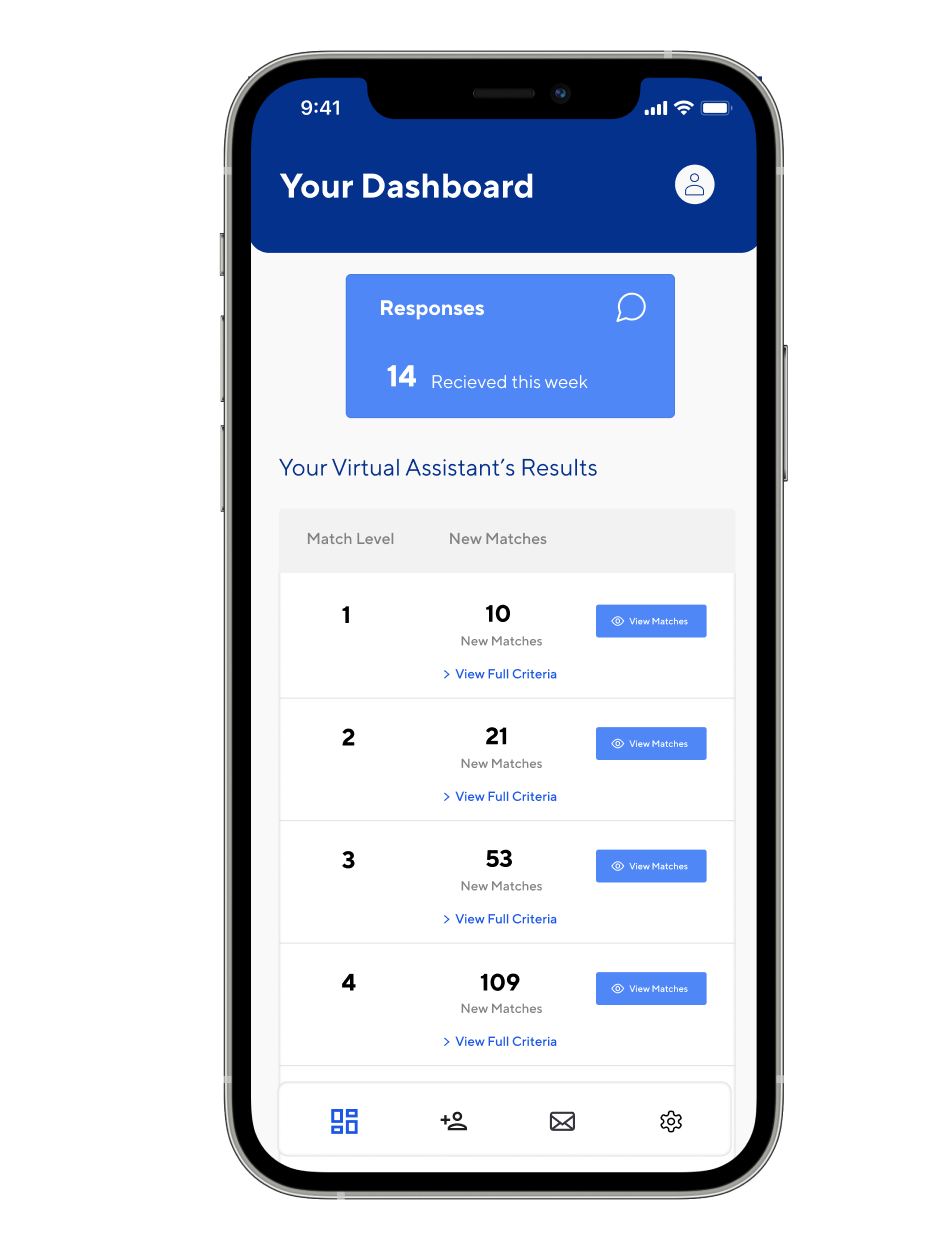 9:41
Your Dashboard
Responses
14 Recieved this week
Your Virtual Assistant’s Results
Match Level New Matches
1 10 View Matches
New Matches
> View Full Criteria
2 21 View Matches
New Matches
> View Full Criteria
3 53 View Matches
New Matches
> View Full Criteria
4 109 View Matches
New Matches
> View Full Criteria